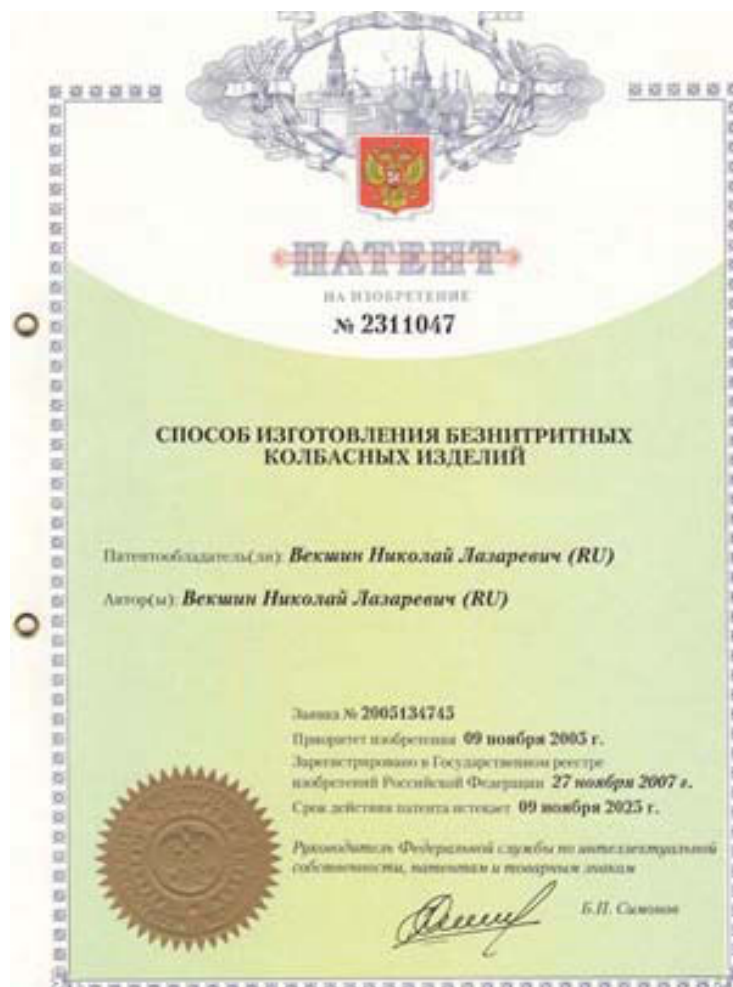 ПАТЕНТ
НА ИЗОБРЕТЕНИЕ
№ 2311047
СПОСОБ ИЗГОТОВЛЕНИЯ БЕЗНИТРИТНЫХ
КОЛБАСНЫХ ИЗДЕЛИЙ
Патентообладатель(ли): Векшин Николай Лазаревич (RU)
Автор(ы): Векшин Николай Лазаревич (RU)
Заявка № 2005134745
Приоритет изобретения 09 ноября 2005 г.
Зарегистрировано в Государственном реестре
изобретений Российской Федерации 27 ноября 2007 г.
Срок действия патента истекает 09 ноября 2025 г.
Руководитель Федеральной службы по интеллектуальной
собственности, патентам и товарным знакам
Б.П. Симонов